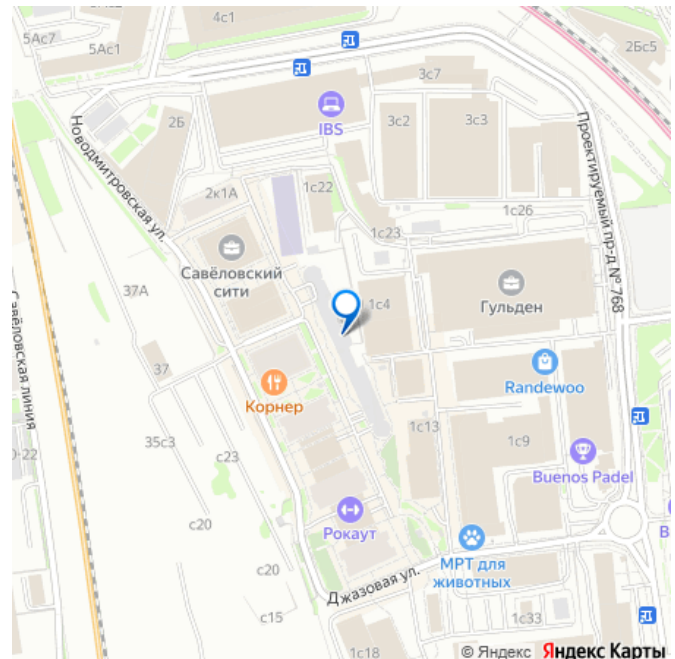 4с1
5Ас7
5Ас1
2Бс5
3с7
IBS
3с2
3с3
2Б
Новодмитровская ул.
Проектируемый пр-д № 768
2к1А
1с22
1с26
1с23
Савёловский
сити
37А
1с4
Гульден
Савёловская линия
37
Randewoo
Корнер
35с3
1с13
1с9
0-22
с23
Buenos Padel
с20
Рокаут
В
МРТ для
животных
с20
Джазовая ул.
с15
1с33
1с18
© Яндекс Яндекс Карты